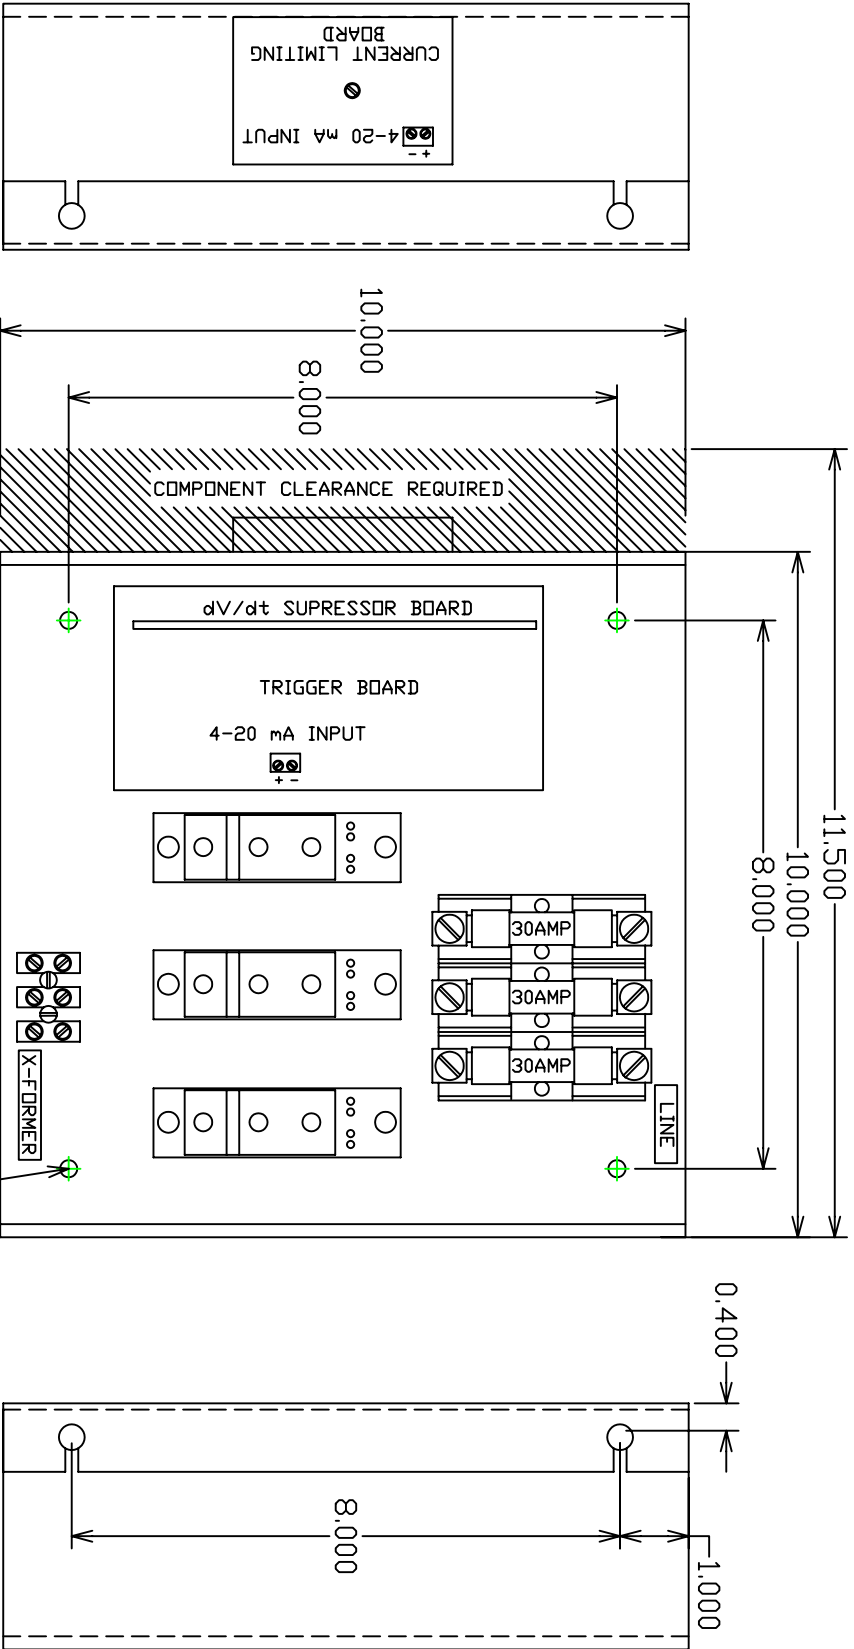 CURRENT LIMITING
BOARD
4-20 mA INPUT
+ -
10.000
8.000
COMPONENT CLEARANCE REQUIRED
dV/dt SUPRESSOR BOARD
TRIGGER BOARD
4-20 mA INPUT
+ -
11.500
10.000
8.000
30AMP
30AMP
30AMP
LINE
X-FORMER
0.400
8.000
1.000